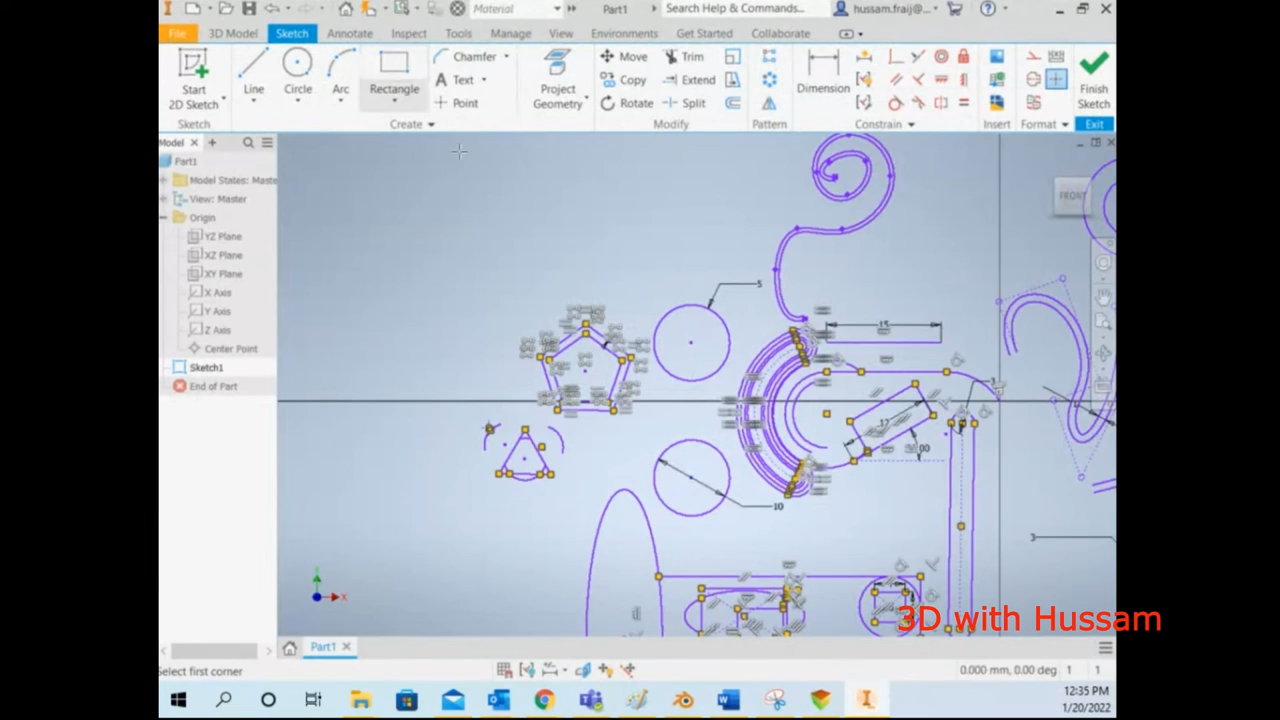 Material
Part1
Search Help & Commands...
hussam.fraij@...
File
3D Model
Sketch
Annotate
Inspect
Tools
Manage
View
Environments
Get Started
Collaborate
Start
2D Sketch
Line
Circle
Arc
Rectangle
Chamfer
Text
Point
Project
Geometry
Move
Copy
Rotate
Trim
Extend
Split
Dimension
Finish
Sketch
Sketch
Create
Modify
Pattern
Constrain
Insert
Format
Exit
Model
Part1
Model States: Maste
View: Master
Origin
YZ Plane
XZ Plane
XY Plane
X Axis
Y Axis
Z Axis
Center Point
Sketch1
End of Part
FRONT
5
15
17
10
3
Y
X
3D with Hussam
Part1
Select first corner
0.000 mm, 0.00 deg
1
1
12:35 PM
1/20/2022